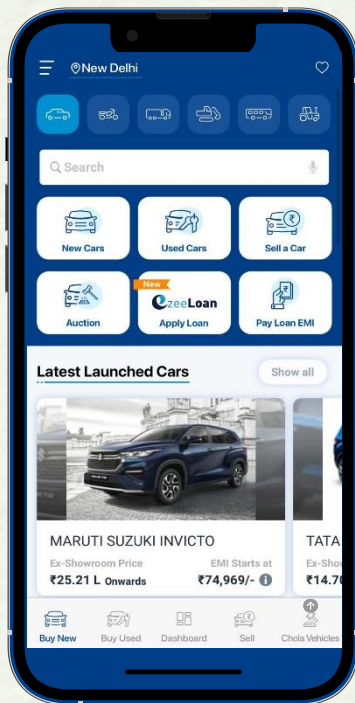 New Delhi
Search
New Cars
Used Cars
Sell a Car
New
ezeeLoan
Auction
Apply Loan
Pay Loan EMI
Latest Launched Cars
Show all
MARUTI SUZUKI INVICTO
TATA
Ex-Showroom Price
EMI Starts at
₹25.21 L Onwards
₹74,969/-
Buy New
Buy Used
Dashboard
Sell
Chola Vehicles